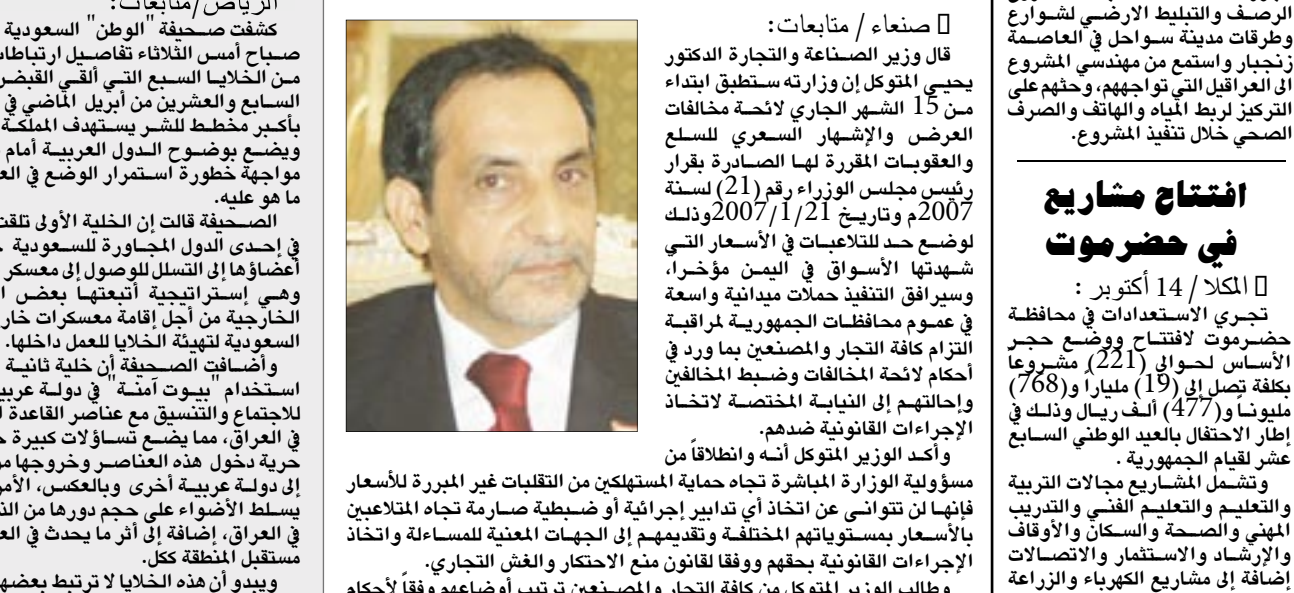 الرصف والتبليط الارضي لشوارع
وطرقات مدينة سواحل في العاصمة
زنجبار واستمع من مهندسي المشروع
الى العراقيل التي تواجههم، وحثهم على
التركيز لربط المياه والهاتف والصرف
الصحي خلال تنفيذ المشروع.
افتتاح مشاريع
في حضرموت
المكلا / 14 أكتوبر :
تجري الاستعدادات في محافظة
حضرموت لافتتاح ووضع حجر
الأساس لحوالي (221) مشروعاً
بكلفة تصل إلى (19) ملياراً و(768)
مليوناً و(477) ألف ريال وذلك في
إطار الاحتفال بالعيد الوطني السابع
عشر لقيام الجمهورية .
وتشمل المشاريع مجالات التربية
والتعليم والتعليم الفني والتدريب
المهني والصحة والسكان والأوقاف
والإرشاد والاستثمار والاتصالات
إضافة إلى مشاريع الكهرباء والزراعة
صنعاء / متابعات:
قال وزير الصناعة والتجارة الدكتور
يحيى المتوكل إن وزارته ستطبق ابتداء
من 15 الشهر الجاري لائحة مخالفات
العرض والإشهار السعري للسلع
والعقوبات المقررة لها الصادرة بقرار
رئيس مجلس الوزراء رقم (21) لسنة
2007م وتاريخ 2007/1/21وذلك
لوضع حد للتلاعبات في الأسعار التي
شهدتها الأسواق في اليمن مؤخراً،
وسيرافق التنفيذ حملات ميدانية واسعة
في عموم محافظات الجمهورية لمراقبة
التزام كافة التجار والمصنعين بما ورد في
أحكام لائحة المخالفات وضبط المخالفين
وإحالتهم إلى النيابة المختصة لاتخاذ
الإجراءات القانونية ضدهم.
وأكد الوزير المتوكل أنه وانطلاقاً من
مسؤولية الوزارة المباشرة تجاه حماية المستهلكين من التقلبات غير المبررة للأسعار
فإنها لن تتوانى عن اتخاذ أي تدابير إجرائية أو ضبطية صارمة تجاه المتلاعبين
بالأسعار بمستوياتهم المختلفة وتقديمهم إلى الجهات المعنية للمساءلة واتخاذ
الإجراءات القانونية بحقهم ووفقا لقانون منع الاحتكار والغش التجاري.
وطالب الوزير المتوكل من كافة التجار والمصنعين ترتيب أوضاعهم وفقاً لأحكام
الرياض/متابعات:
كشفت صحيفة "الوطن" السعودية
صباح أمس الثلاثاء تفاصيل ارتباطات
من الخلايا السبع التي ألقي القبض
السابع والعشرين من أبريل الماضي في
بأكبر مخطط للشر يستهدف المملكة
ويضع بوضوح الدول العربية أمام
مواجهة خطورة استمرار الوضع في
ما هو عليه.
الصحيفة قالت إن الخلية الأولى تلقت
في إحدى الدول المجاورة للسعودية
أعضاؤها إلى التسلل للوصول إلى معسكر
وهي إستراتيجية أتبعتها بعض
الخارجية من أجل إقامة معسكرات
السعودية لتهيئة الخلايا للعمل داخلها.
وأضافت الصحيفة أن خلية ثانية
استخدام "بيوت آمنة" في دولة
للاجتماع والتنسيق مع عناصر القاعدة
في العراق، مما يضع تساؤلات كبيرة
حرية دخول هذه العناصر وخروجها
إلى دولة عربية أخرى وبالعكس، الأمر
يسلط الأضواء على حجم دورها من
في العراق، إضافة إلى أثر ما يحدث في
مستقبل المنطقة ككل.
ويبدو أن هذه الخلايا لا ترتبط